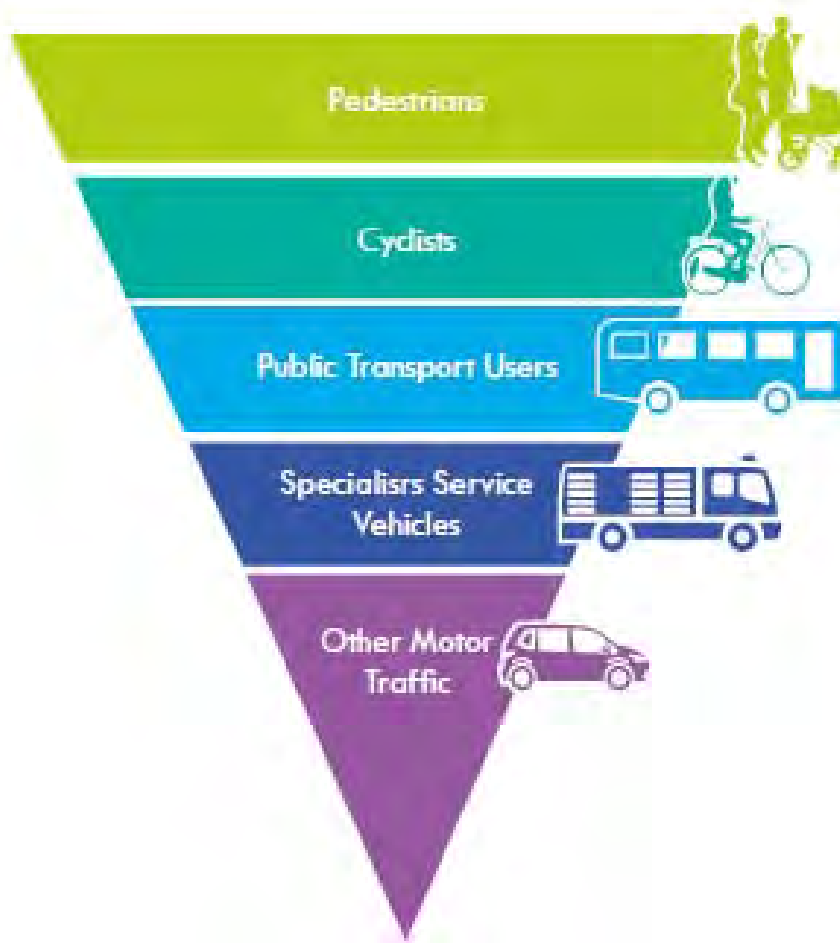 Pedestrians
Cyclists
Public Transport Users
Specialisrs Service
Vehicles
Other Motor
Traffic